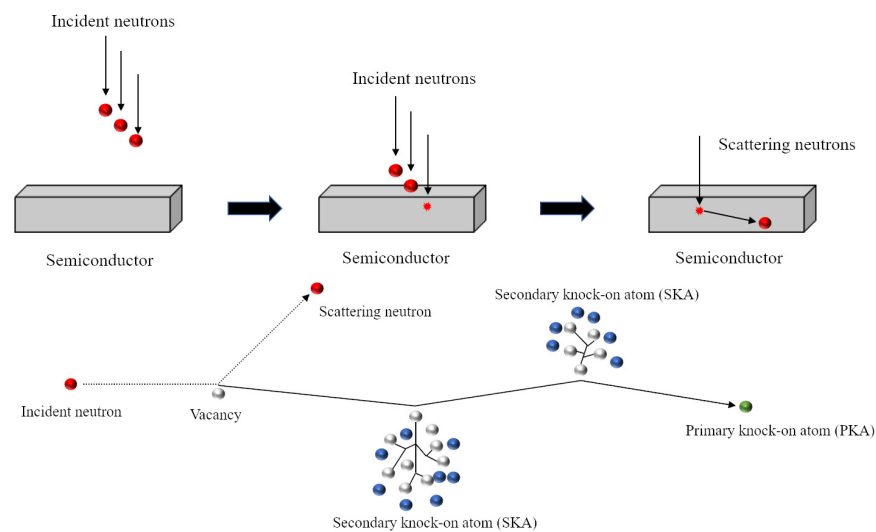 Incident neutrons
Incident neutrons
Scattering neutrons
Semiconductor
Semiconductor
Semiconductor
Secondary knock-on atom (SKA)
Scattering neutron
Incident neutron
Vacancy
Primary knock-on atom (PKA)
Secondary knock-on atom (SKA)